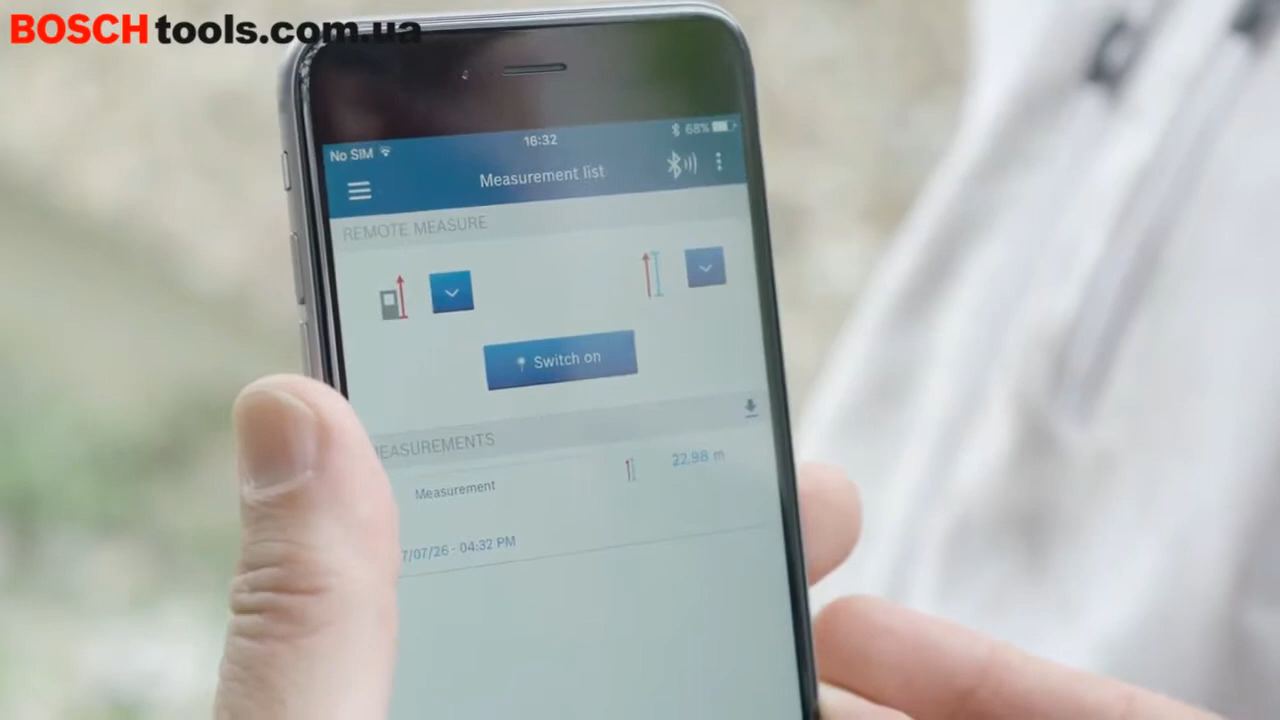 BOSCH tools.com.ua
No SIM 16:32 68%
Measurement list
REMOTE MEASURE
Switch on
MEASUREMENTS
Measurement 22.98 m
7/07/26 - 04:32 PM